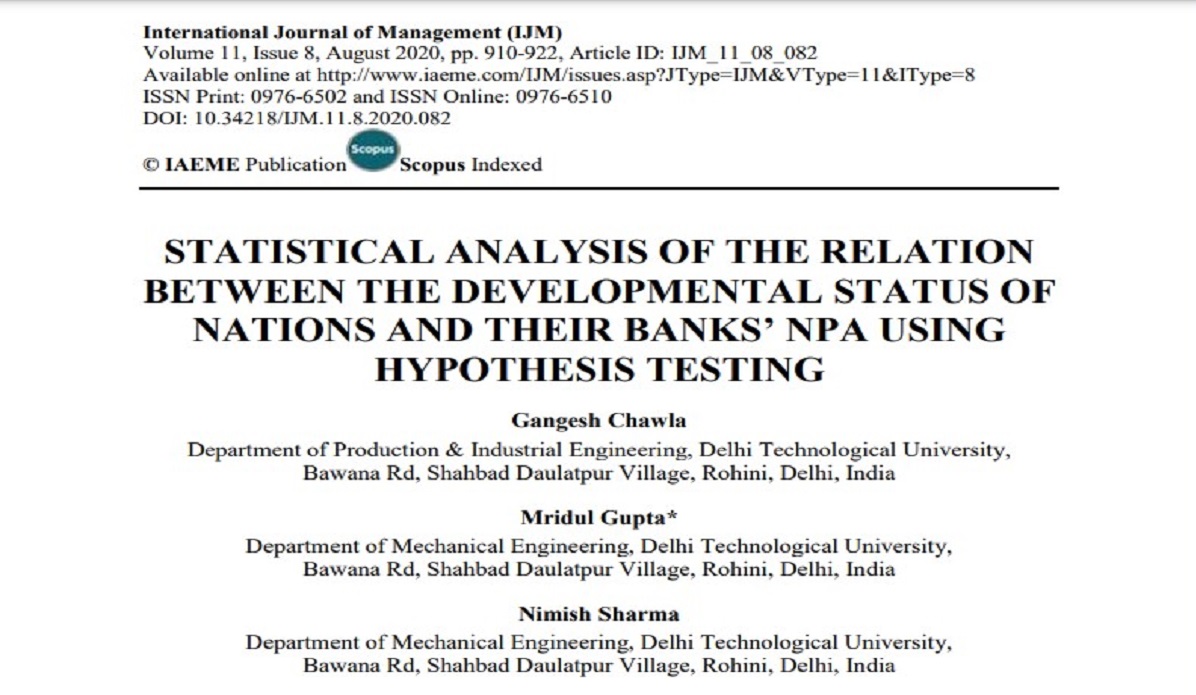 International Journal of Management (IJM)
Volume 11, Issue 8, August 2020, pp. 910-922, Article ID: IJM_11_08_082
Available online at http://www.iaeme.com/IJM/issues.asp?JType=IJM&VType=11&IType=8
ISSN Print: 0976-6502 and ISSN Online: 0976-6510
DOI: 10.34218/IJM.11.8.2020.082
© IAEME Publication Scopus Scopus Indexed
STATISTICAL ANALYSIS OF THE RELATION
BETWEEN THE DEVELOPMENTAL STATUS OF
NATIONS AND THEIR BANKS’ NPA USING
HYPOTHESIS TESTING
Gangesh Chawla
Department of Production & Industrial Engineering, Delhi Technological University,
Bawana Rd, Shahbad Daulatpur Village, Rohini, Delhi, India
Mridul Gupta*
Department of Mechanical Engineering, Delhi Technological University,
Bawana Rd, Shahbad Daulatpur Village, Rohini, Delhi, India
Nimish Sharma
Department of Mechanical Engineering, Delhi Technological University,
Bawana Rd, Shahbad Daulatpur Village, Rohini, Delhi, India